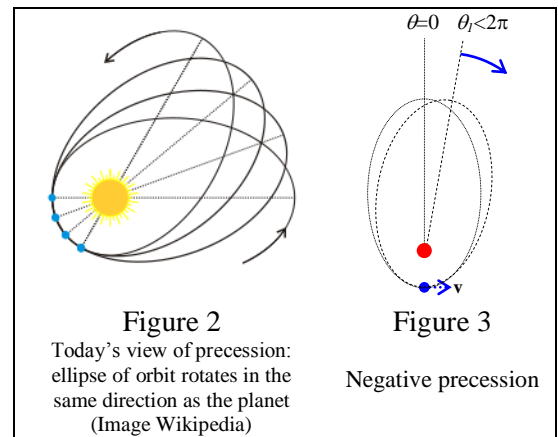 θ=0 θ₁<2π
v
Figure 2
Today's view of precession:
ellipse of orbit rotates in the
same direction as the planet
(Image Wikipedia)
Figure 3
Negative precession